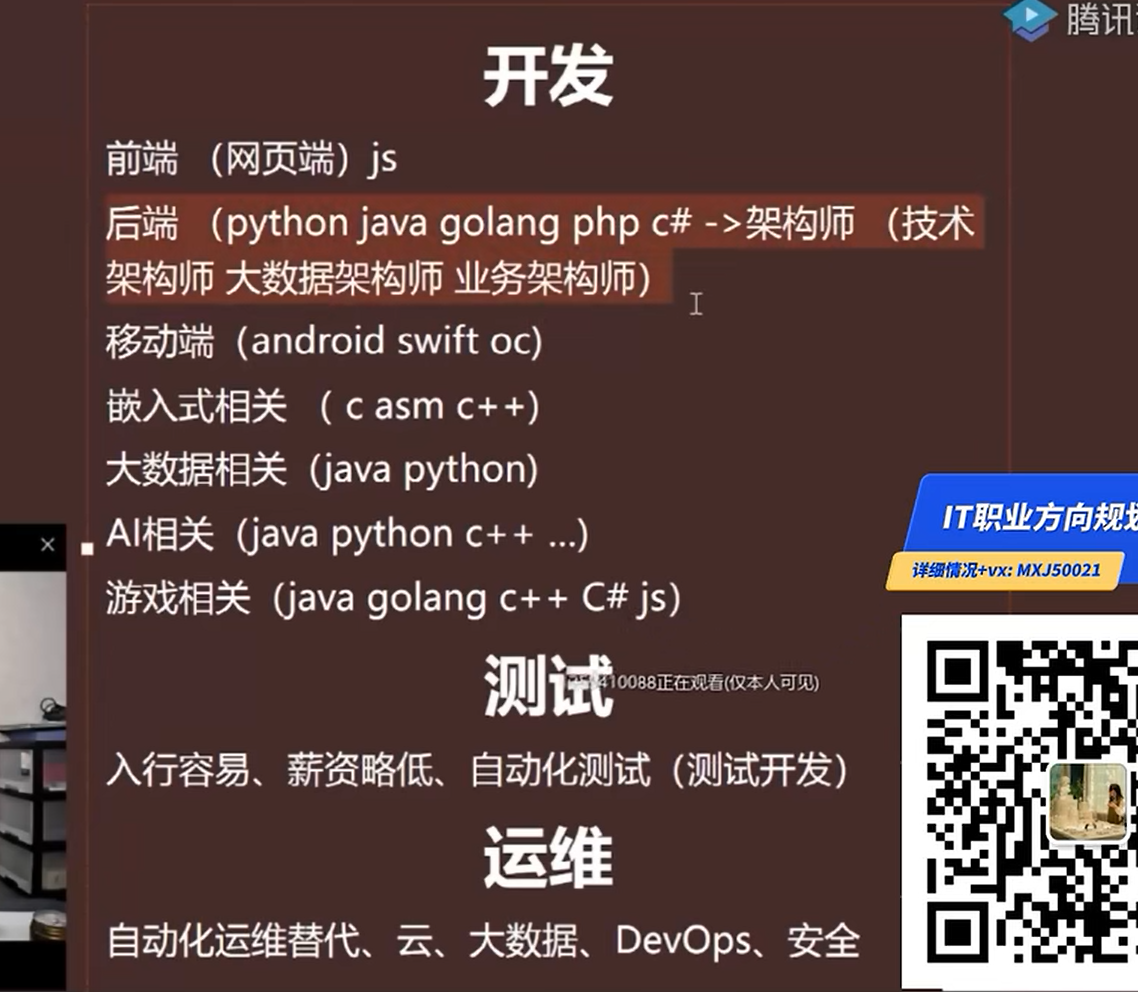 腾讯
开发
前端 （网页端）js
后端 （python java golang php c# ->架构师 （技术
架构师 大数据架构师 业务架构师）
移动端（android swift oc)
嵌入式相关 （ c asm c++)
大数据相关（java python)
AI相关（java python c++ ...)
游戏相关（java golang c++ C# js）
IT职业方向规划
详细情况+vx: MXJ50021
测试
410088正在观看(仅本人可见)
入行容易、薪资略低、自动化测试（测试开发）
运维
自动化运维替代、云、大数据、DevOps、安全